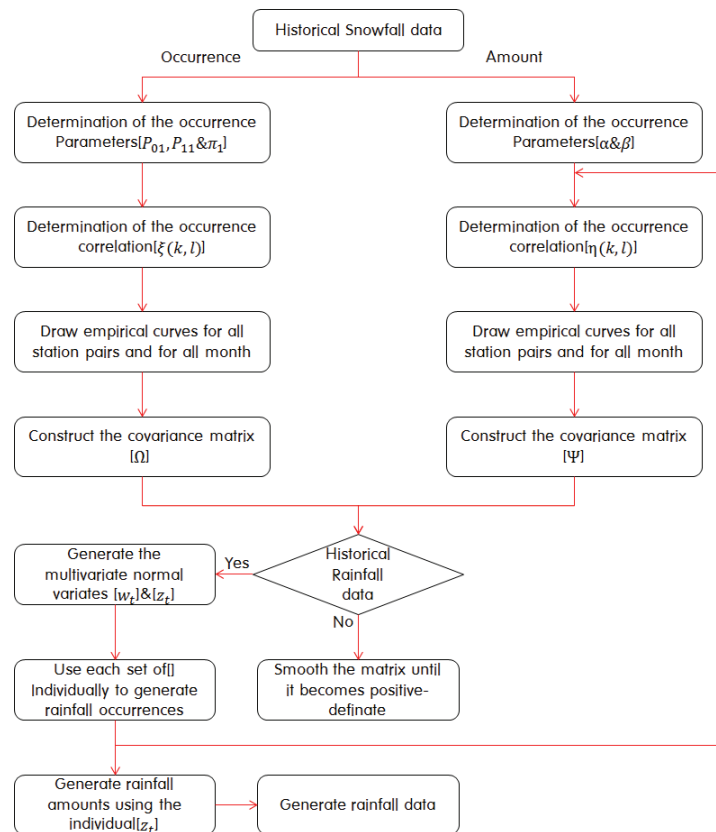 Historical Snowfall data
Occurrence
Amount
Determination of the occurrence
Parameters[P₀₁, P₁₁&π₁]
Determination of the occurrence
Parameters[α&β]
Determination of the occurrence
correlation[ξ(k, l)]
Determination of the occurrence
correlation[η(k, l)]
Draw empirical curves for all
station pairs and for all month
Draw empirical curves for all
station pairs and for all month
Construct the covariance matrix
[Ω]
Construct the covariance matrix
[Ψ]
Generate the
multivariate normal
variates [w_t]&[z_t]
Yes
Historical
Rainfall
data
No
Use each set of[]
Individually to generate
rainfall occurrences
Smooth the matrix until
it becomes positive-
definate
Generate rainfall
amounts using the
individual[z_t]
Generate rainfall data